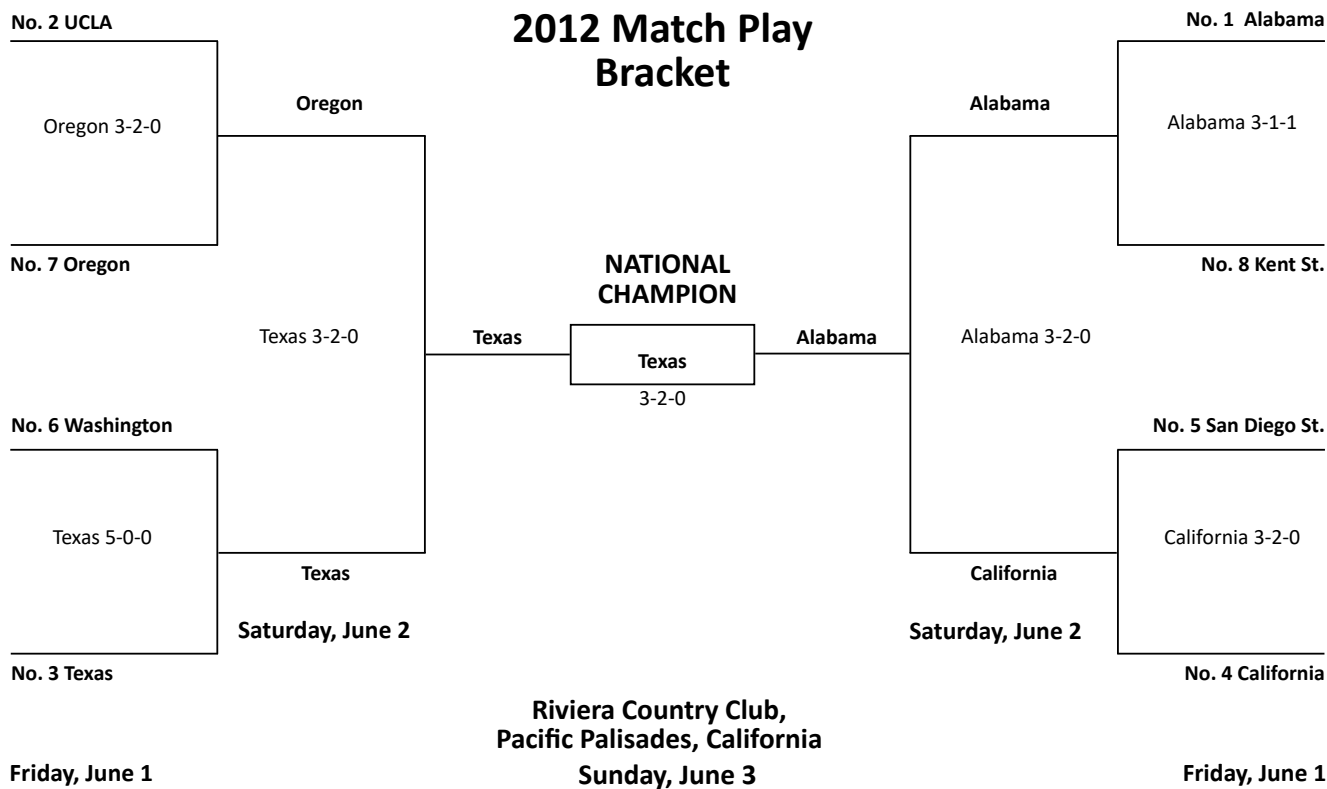 2012 Match Play
Bracket
No. 2 UCLA
Oregon 3-2-0
No. 7 Oregon
Oregon
Texas 3-2-0
No. 6 Washington
Texas 5-0-0
No. 3 Texas
Texas
Saturday, June 2
Friday, June 1
Texas
NATIONAL
CHAMPION
Texas
3-2-0
Alabama
No. 1 Alabama
Alabama 3-1-1
No. 8 Kent St.
Alabama
Alabama 3-2-0
No. 5 San Diego St.
California 3-2-0
No. 4 California
California
Saturday, June 2
Riviera Country Club,
Pacific Palisades, California
Sunday, June 3
Friday, June 1